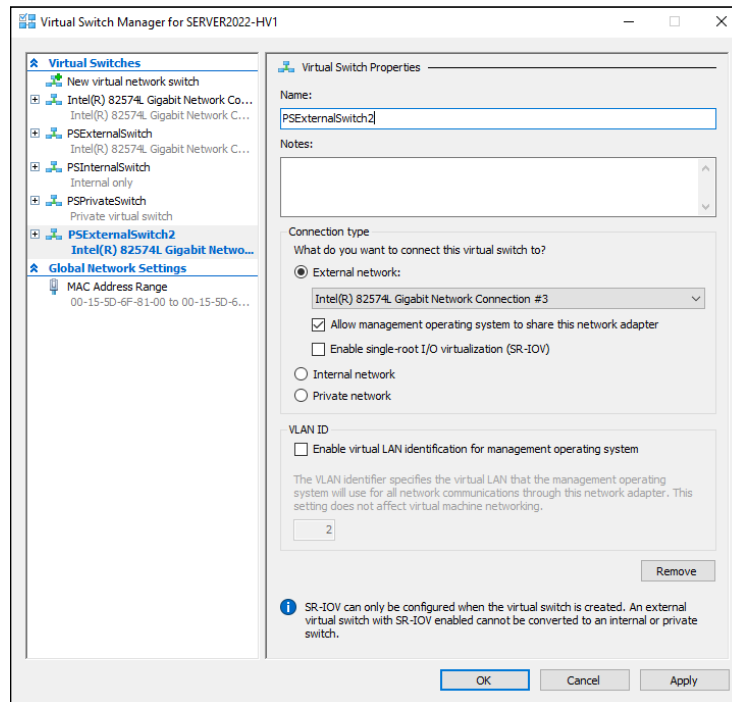 Virtual Switch Manager for SERVER2022-HV1
Virtual Switches
New virtual network switch
Intel(R) 82574L Gigabit Network Co...
Intel(R) 82574L Gigabit Network C...
PSExternalSwitch
Intel(R) 82574L Gigabit Network C...
PSInternalSwitch
Internal only
PSPrivateSwitch
Private virtual switch
PSExternalSwitch2
Intel(R) 82574L Gigabit Netwo...
Global Network Settings
MAC Address Range
00-15-5D-6F-81-00 to 00-15-5D-6...
Virtual Switch Properties
Name:
PSExternalSwitch2
Notes:
Connection type
What do you want to connect this virtual switch to?
External network:
Intel(R) 82574L Gigabit Network Connection #3
Allow management operating system to share this network adapter
Enable single-root I/O virtualization (SR-IOV)
Internal network
Private network
VLAN ID
Enable virtual LAN identification for management operating system
The VLAN identifier specifies the virtual LAN that the management operating
system will use for all network communications through this network adapter. This
setting does not affect virtual machine networking.
2
Remove
SR-IOV can only be configured when the virtual switch is created. An external
virtual switch with SR-IOV enabled cannot be converted to an internal or private
switch.
OK
Cancel
Apply